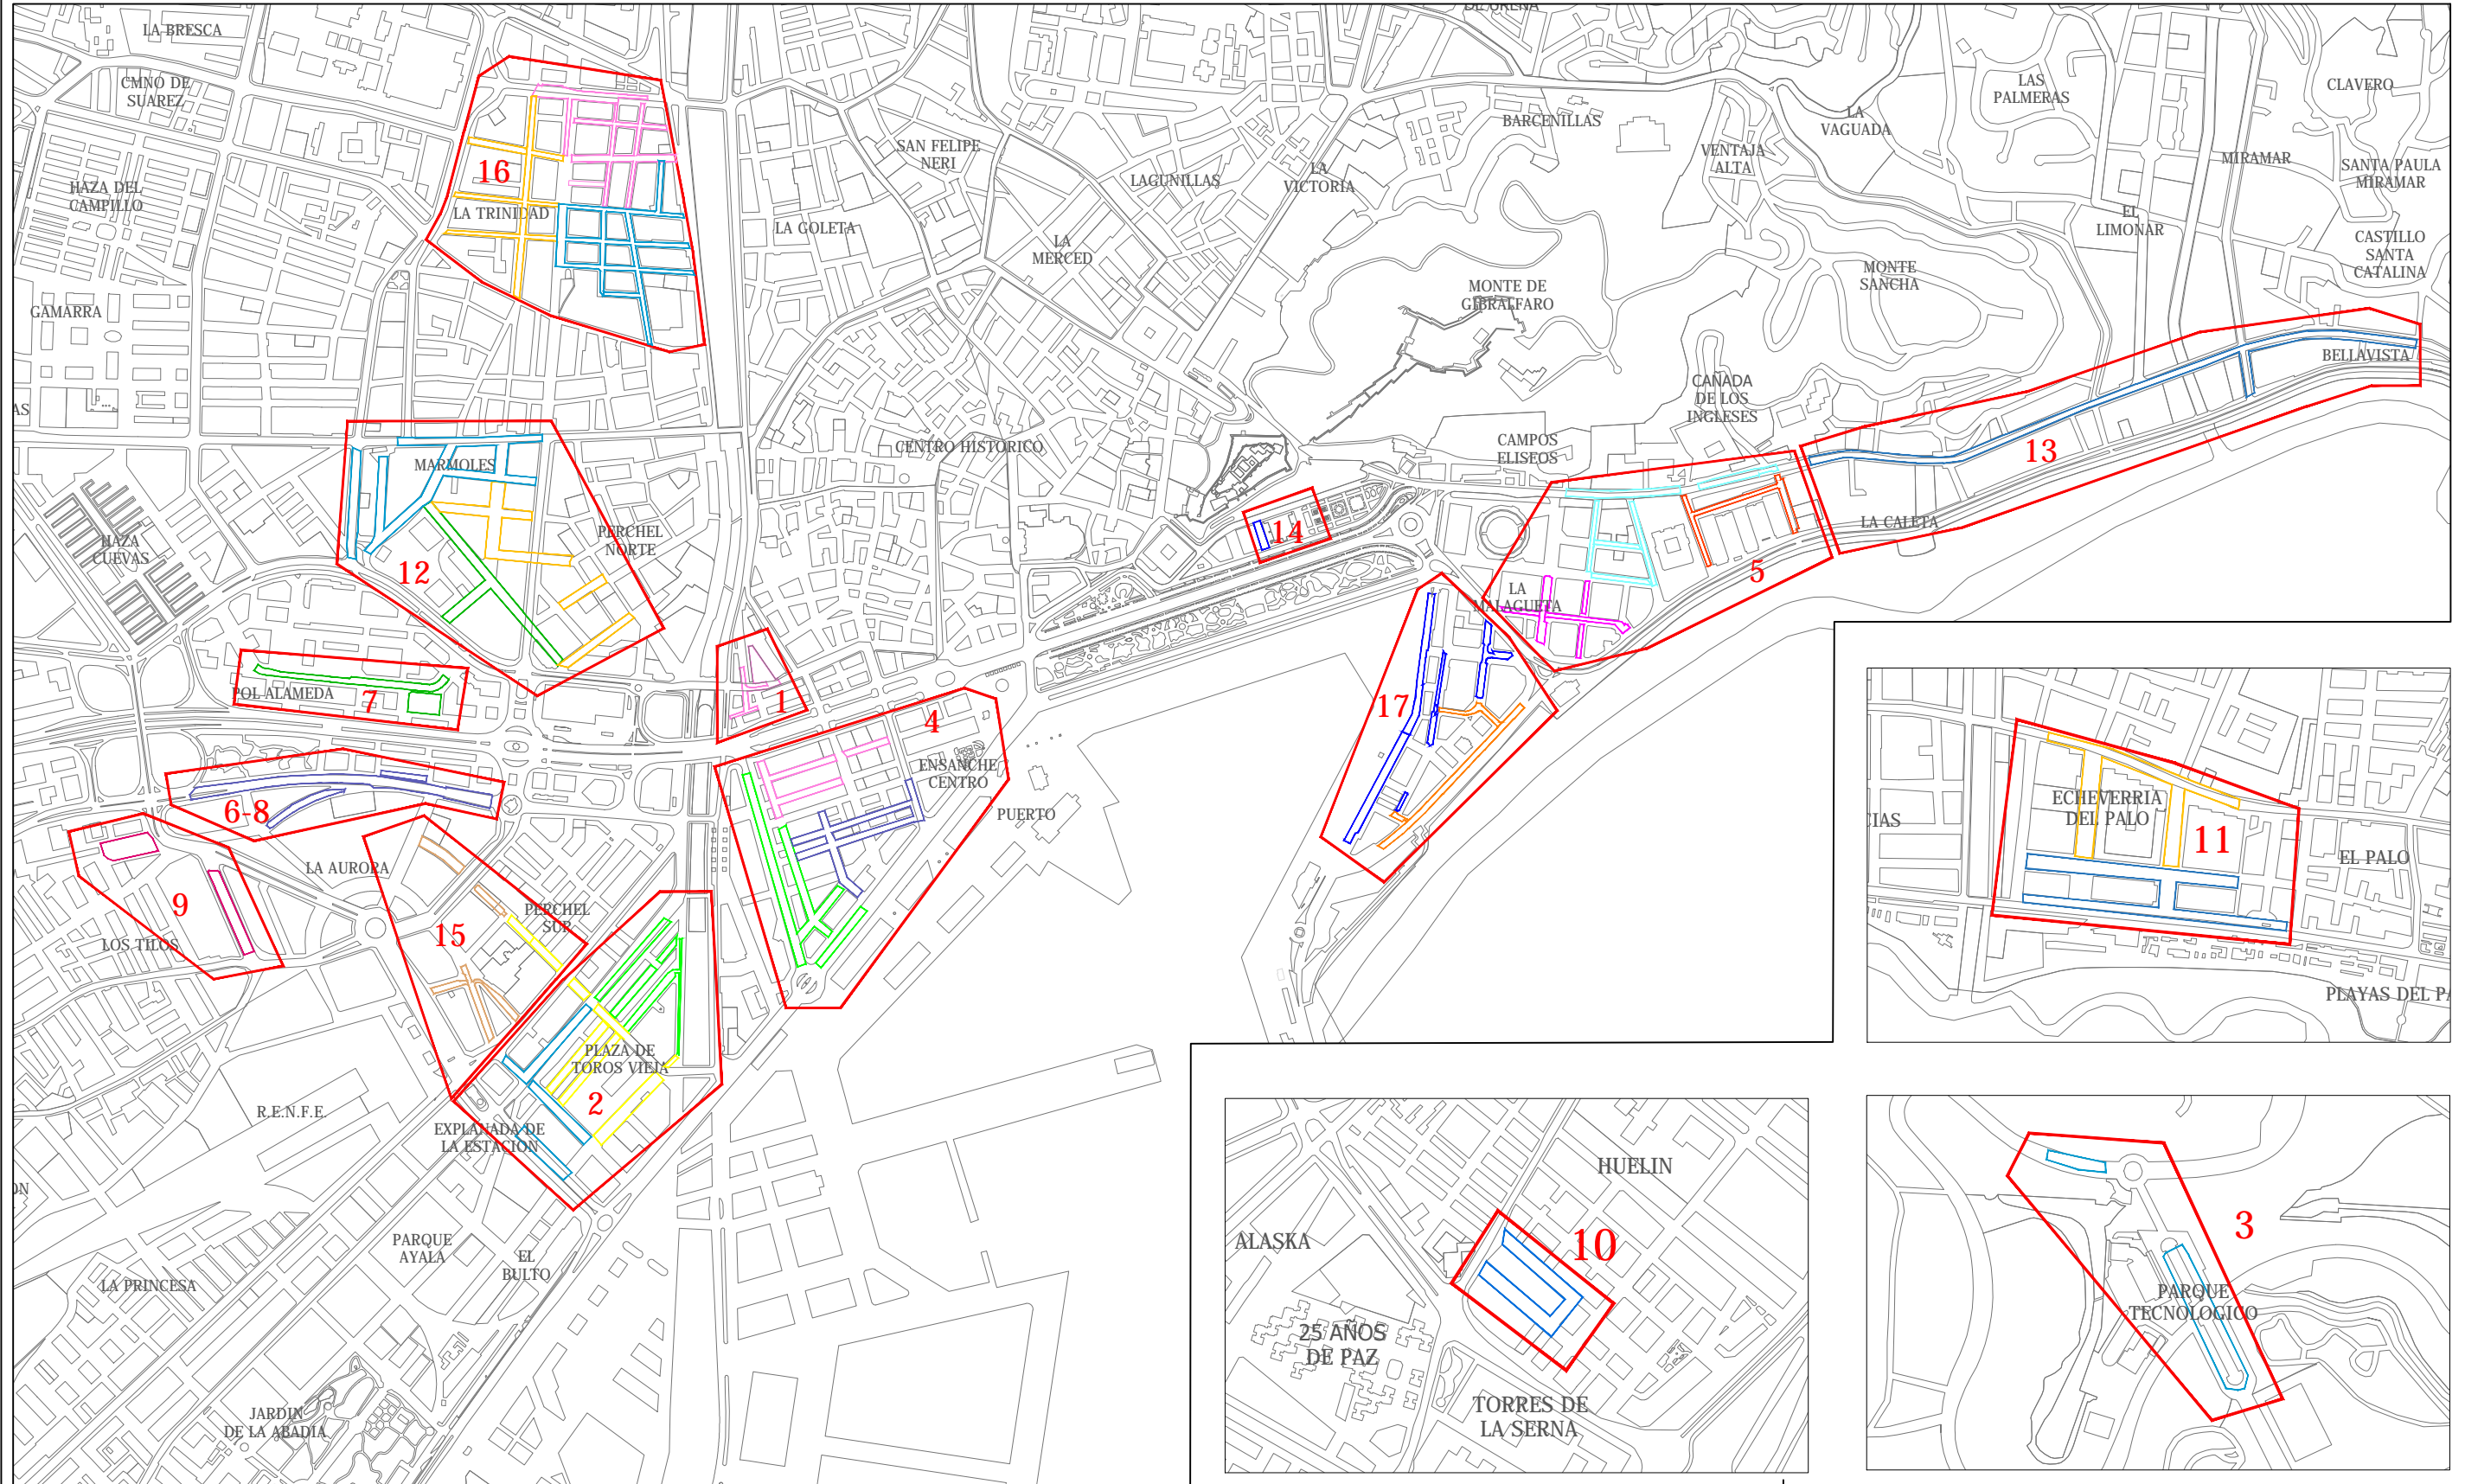 LA BRESCA
CMNO DE
SUAREZ
HAZA DEL
CAMPILLO
GAMARRA
16
LA TRINIDAD
SAN FELIPE
NERI
LA GOLETA
LA
MERCED
LAGUNILLAS
LA
VICTORIA
BARCENILLAS
VENTAJA
ALTA
LA
VAGUADA
LAS
PALMERAS
CLAVERO
MIRAMAR
SANTA PAULA
MIRAMAR
EL
LIMONAR
CASTILLO
SANTA
CATALINA
MONTE
SANCHA
MONTE DE
GIBRALFARO
BELLAVISTA
CAÑADA
DE LOS
INGLESES
CAMPOS
ELISEOS
CENTRO HISTORICO
13
MARMOLES
PERCHEL
NORTE
12
HAZA
CUEVAS
14
LA CALETA
5
LA
MALAGUETA
POL ALAMEDA
7
1
4
17
ENSANCHE
CENTRO
PUERTO
6-8
LA AURORA
9
LOS TILOS
15
PERCHEL
SUR
PLAZA DE
TOROS VIEJA
2
R.E.N.F.E.
EXPLANADA DE
LA ESTACION
PARQUE
AYALA
EL
BULTO
LA PRINCESA
JARDIN
DE LA ABADIA
ECHEVERRIA
DEL PALO
11
EL PALO
HUELIN
ALASKA
10
25 AÑOS
DE PAZ
TORRES DE
LA SERNA
3
PARQUE
TECNOLOGICO